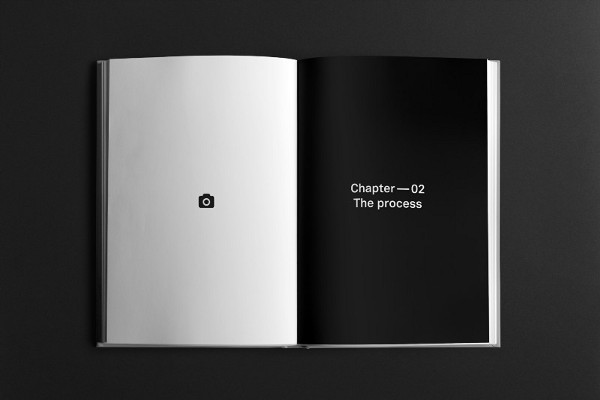 Chapter — 02
The process